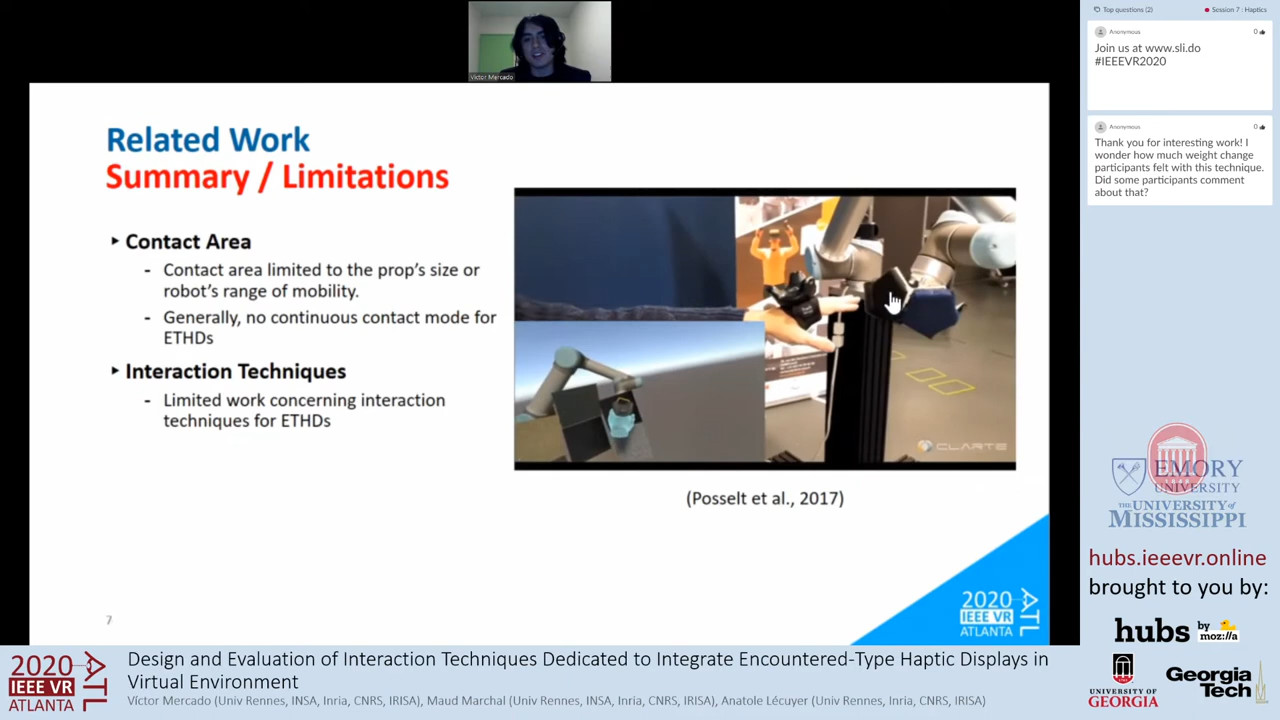 Victor Mercado
Related Work
Summary / Limitations
‣ Contact Area
- Contact area limited to the prop's size or
robot's range of mobility.
- Generally, no continuous contact mode for
ETHDs
‣ Interaction Techniques
- Limited work concerning interaction
techniques for ETHDs
CLARTE
(Posselt et al., 2017)
7
2020
IEEE VR
ATLANTA
ATL
Top questions (2)
Session 7 : Haptics
Anonymous
0
Join us at www.sli.do
#IEEEVR2020
Anonymous
0
Thank you for interesting work! I
wonder how much weight change
participants felt with this technique.
Did some participants comment
about that?
EMORY
UNIVERSITY
THE UNIVERSITY of
MISSISSIPPI
hubs.ieeevr.online
brought to you by:
hubs by
moz://a
UNIVERSITY OF
GEORGIA
Georgia
Tech
2020
IEEE VR
ATLANTA
ATL
Design and Evaluation of Interaction Techniques Dedicated to Integrate Encountered-Type Haptic Displays in
Virtual Environment
Víctor Mercado (Univ Rennes, INSA, Inria, CNRS, IRISA), Maud Marchal (Univ Rennes, INSA, Inria, CNRS, IRISA), Anatole Lécuyer (Univ Rennes, Inria, CNRS, IRISA)